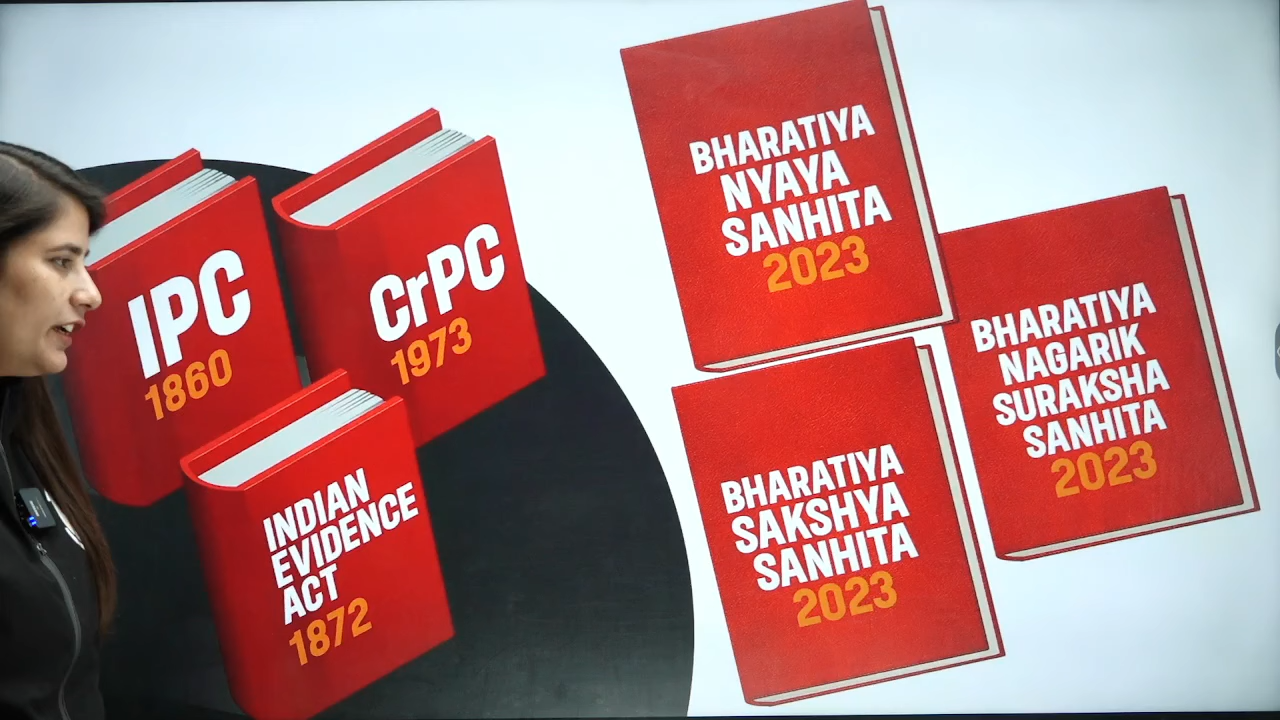 IPC
1860
CrPC
1973
INDIAN
EVIDENCE
ACT
1872
BHARATIYA
NYAYA
SANHITA
2023
BHARATIYA
NAGARIK
SURAKSHA
SANHITA
2023
BHARATIYA
SAKSHYA
SANHITA
2023